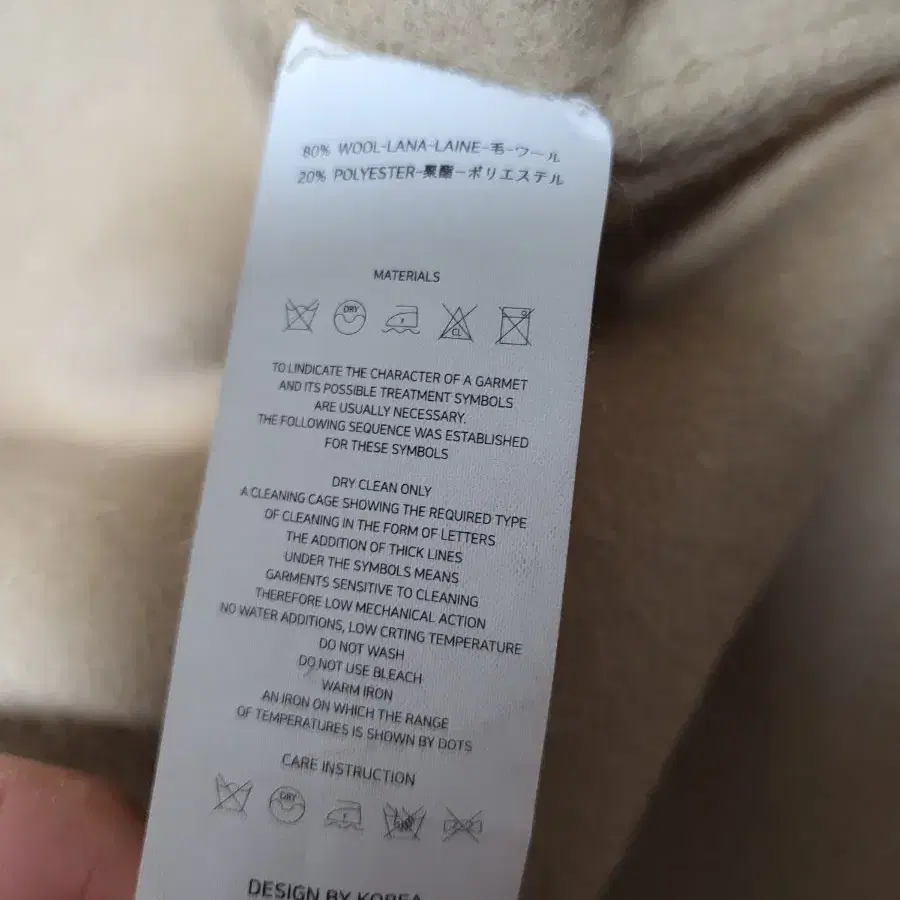 80% WOOL-LANA-LAINE-毛-ウール
20% POLYESTER-聚酯-ポリエステル
MATERIALS
DRY
CL
TO LINDICATE THE CHARACTER OF A GARMET
AND ITS POSSIBLE TREATMENT SYMBOLS
ARE USUALLY NECESSARY.
THE FOLLOWING SEQUENCE WAS ESTABLISHED
FOR THESE SYMBOLS
DRY CLEAN ONLY
A CLEANING CAGE SHOWING THE REQUIRED TYPE
OF CLEANING IN THE FORM OF LETTERS
THE ADDITION OF THICK LINES
UNDER THE SYMBOLS MEANS
GARMENTS SENSITIVE TO CLEANING
THEREFORE LOW MECHANICAL ACTION
NO WATER ADDITIONS, LOW CRTING TEMPERATURE
DO NOT WASH
DO NOT USE BLEACH
WARM IRON
AN IRON ON WHICH THE RANGE
OF TEMPERATURES IS SHOWN BY DOTS
CARE INSTRUCTION
DRY
DESIGN BY KOREA